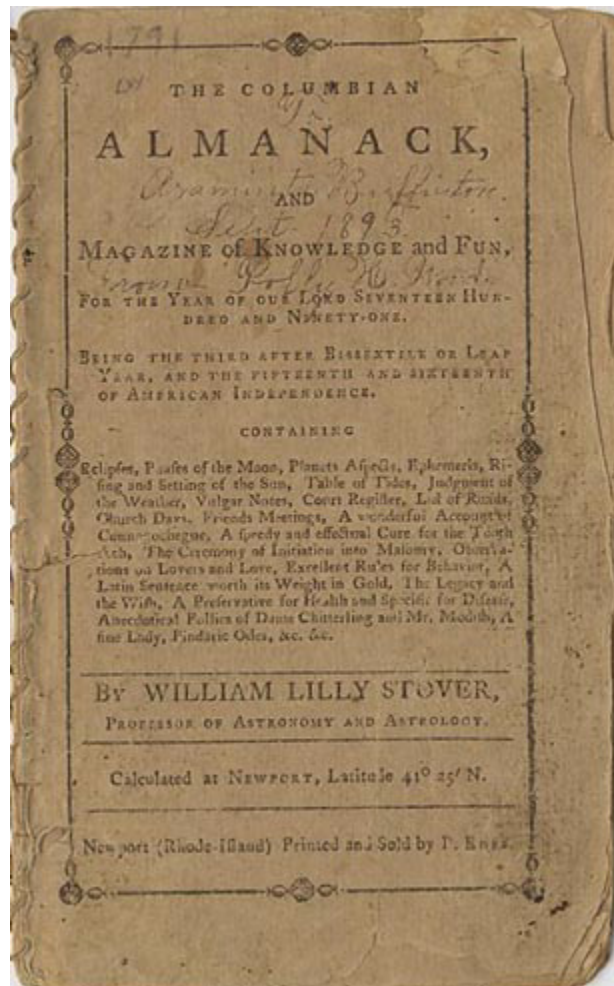 1791
THE COLUMBIAN
ALMANACK,
Araminta Buffinton.
AND
Sept. 1893
MAGAZINE of KNOWLEDGE and FUN,
From Polly
FOR THE YEAR OF OUR LORD SEVENTEEN HUN-
DRED AND NINETY-ONE.
BEING THE THIRD AFTER BISSEXTILE OR LEAP
YEAR, AND THE FIFTEENTH AND SIXTEENTH
OF AMERICAN INDEPENDENCE.
CONTAINING
Eclipses, Phases of the Moon, Planets Aspects, Ephemeris, Ri-
sing and Setting of the Sun, Table of Tides, Judgment of
the Weather, Vulgar Notes, Court Register, List of Roads,
Church Days, Friends Meetings, A wonderful Account of
A speedy and effectual Cure for the Tooth
Ach, The Ceremony of Initiation into Masonry, Observa-
tions on Lovers and Love, Excellent Rules for Behavior, A
Latin Sentence worth its Weight in Gold, The Legacy and
the Wish, A Preservative for Health and Specific for Disease,
Anecdotical Follies of Dame Chitterling and Mr. Modish, A
fine Lady, Pindaric Odes, &c. &c.
By WILLIAM LILLY STOVER,
PROFESSOR OF ASTRONOMY AND ASTROLOGY.
Calculated at NEWPORT, Latitude 41° 25′ N.
Newport (Rhode-Island) Printed and Sold by P. EDES.